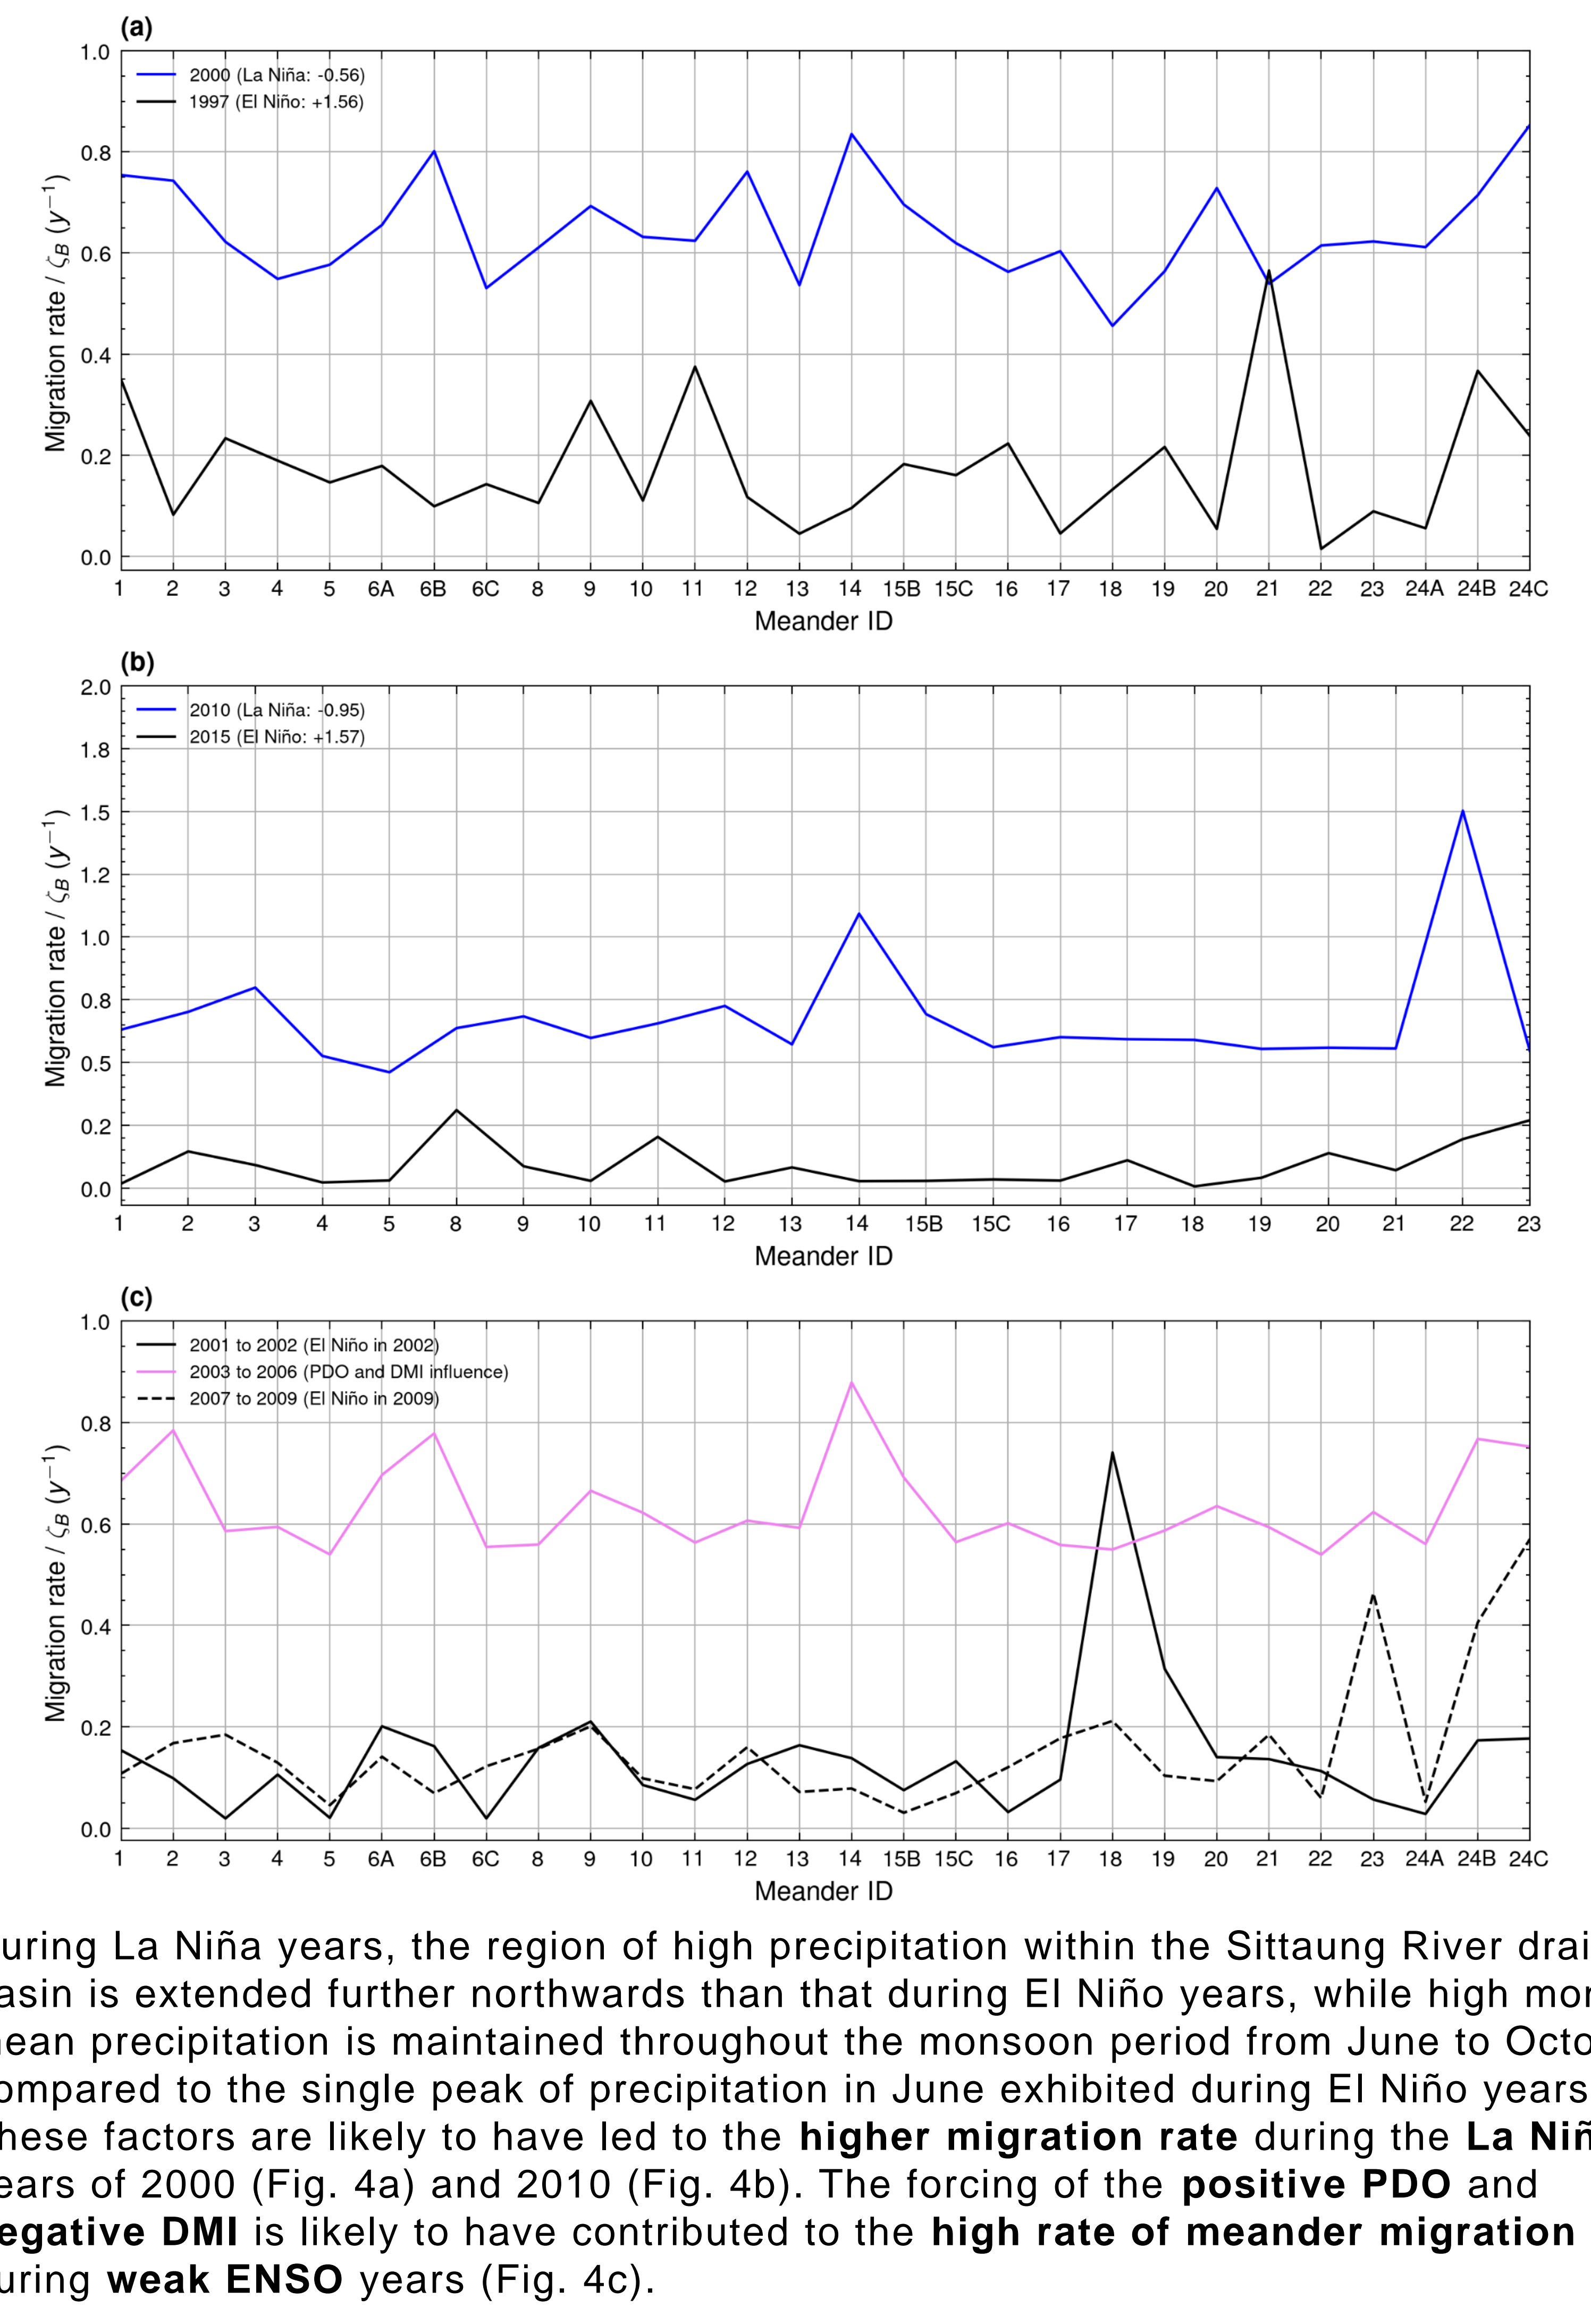 (a)
1.0
0.8
0.6
0.4
0.2
0.0
Migration rate / ζB (y−1)
2000 (La Niña: -0.56)
1997 (El Niño: +1.56)
1 2 3 4 5 6A 6B 6C 8 9 10 11 12 13 14 15B 15C 16 17 18 19 20 21 22 23 24A 24B 24C
Meander ID
(b)
2.0
1.8
1.5
1.2
1.0
0.8
0.5
0.2
0.0
Migration rate / ζB (y−1)
2010 (La Niña: -0.95)
2015 (El Niño: +1.57)
1 2 3 4 5 8 9 10 11 12 13 14 15B 15C 16 17 18 19 20 21 22 23
Meander ID
(c)
1.0
0.8
0.6
0.4
0.2
0.0
Migration rate / ζB (y−1)
2001 to 2002 (El Niño in 2002)
2003 to 2006 (PDO and DMI influence)
2007 to 2009 (El Niño in 2009)
1 2 3 4 5 6A 6B 6C 8 9 10 11 12 13 14 15B 15C 16 17 18 19 20 21 22 23 24A 24B 24C
Meander ID
uring La Niña years, the region of high precipitation within the Sittaung River drai
asin is extended further northwards than that during El Niño years, while high mon
ean precipitation is maintained throughout the monsoon period from June to Octo
ompared to the single peak of precipitation in June exhibited during El Niño years
hese factors are likely to have led to the higher migration rate during the La Niñ
ears of 2000 (Fig. 4a) and 2010 (Fig. 4b). The forcing of the positive PDO and
egative DMI is likely to have contributed to the high rate of meander migration
uring weak ENSO years (Fig. 4c).